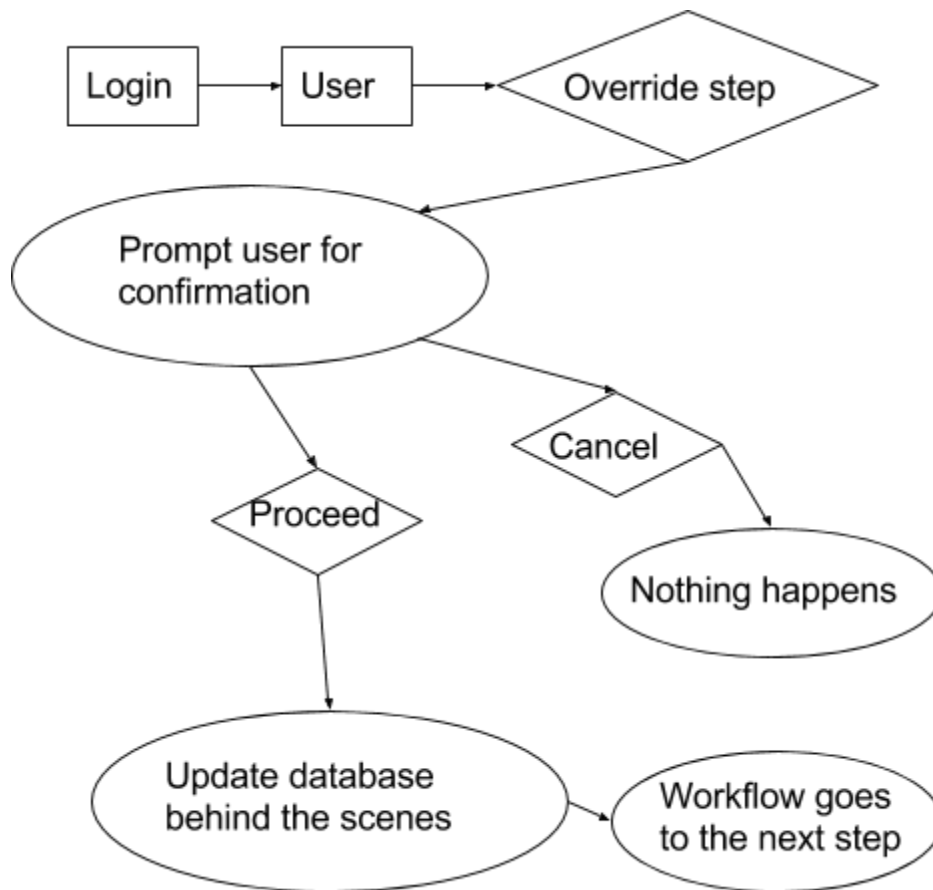 Login
User
Override step
Prompt user for
confirmation
Cancel
Proceed
Nothing happens
Update database
behind the scenes
Workflow goes
to the next step